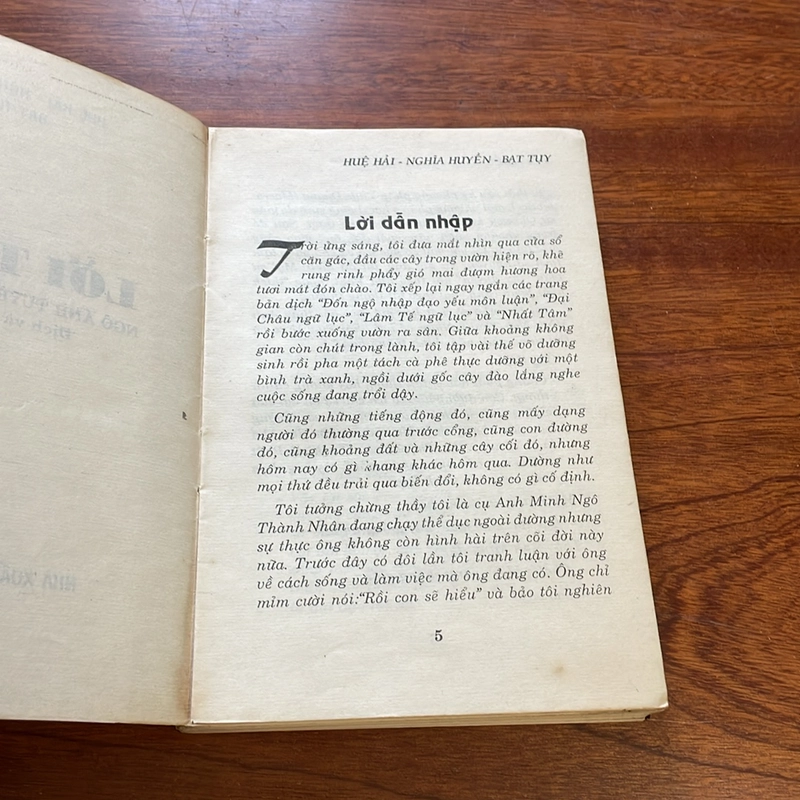 HUỆ HẢI - NGHĨA HUYỀN - BẠT TỤY
Lời dẫn nhập
Trời ửng sáng, tôi đưa mắt nhìn qua cửa sổ
căn gác, đầu các cây trong vườn hiện rõ, khẽ
rung rinh phẩy gió mai đượm hương hoa
tươi mát đón chào. Tôi xếp lại ngay ngắn các trang
bản dịch "Đốn ngộ nhập đạo yếu môn luận", "Đại
Châu ngữ lục", "Lâm Tế ngữ lục" và "Nhất Tâm"
rồi bước xuống vườn ra sân. Giữa khoảng không
gian còn chút trong lành, tôi tập vài thế võ dưỡng
sinh rồi pha một tách cà phê thực dưỡng với một
bình trà xanh, ngồi dưới gốc cây đào lắng nghe
cuộc sống đang trổi dậy.
Cũng những tiếng động đó, cũng mấy dạng
người đó thường qua trước cổng, cũng con đường
đó, cũng khoảng đất và những cây cối đó, nhưng
hôm nay có gì khang khác hôm qua. Dường như
mọi thứ đều trải qua biến đổi, không có gì cố định.
Tôi tưởng chừng thầy tôi là cụ Anh Minh Ngô
Thành Nhân đang chạy thể dục ngoài đường nhưng
sự thực ông không còn hình hài trên cõi đời này
nữa. Trước đây có đôi lần tôi tranh luận với ông
về cách sống và làm việc mà ông đang có. Ông chỉ
mỉm cười nói:"Rồi con sẽ hiểu" và bảo tôi nghiên
5